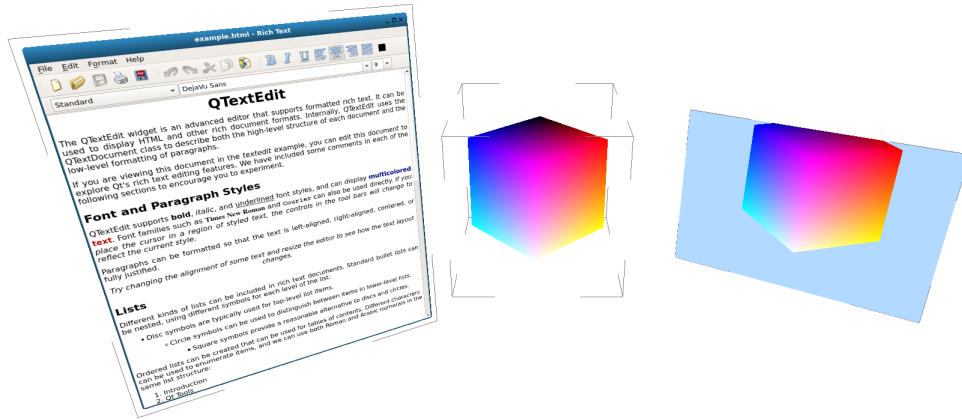 example.html - Rich Text
File Edit Format Help
Standard DejaVu Sans 9
QTextEdit
The QTextEdit widget is an advanced editor that supports formatted rich text. It can be
used to display HTML and other rich document formats. Internally, QTextEdit uses the
QTextDocument class to describe both the high-level structure of each document and the
low-level formatting of paragraphs.
If you are viewing this document in the textedit example, you can edit this document to
explore Qt's rich text editing features. We have included some comments in each of the
following sections to encourage you to experiment.
Font and Paragraph Styles
QTextEdit supports bold, italic, and underlined font styles, and can display multicolored
text. Font families such as Times New Roman and Courier can also be used directly. If you
place the cursor in a region of styled text, the controls in the tool bars will change to
reflect the current style.
Paragraphs can be formatted so that the text is left-aligned, right-aligned, centered, or
fully justified.
Try changing the alignment of some text and resize the editor to see how the text layout
changes.
Lists
Different kinds of lists can be included in rich text documents. Standard bullet lists can
be nested, using different symbols for each level of the list:
• Disc symbols are typically used for top-level list items.
◦ Circle symbols can be used to distinguish between items in lower-level lists.
▪ Square symbols provide a reasonable alternative to discs and circles.
Ordered lists can be created that can be used for tables of contents. Different characters
can be used to enumerate items, and we can use both Roman and Arabic numerals in the
same list structure:
1. Introduction
2. Qt Tools